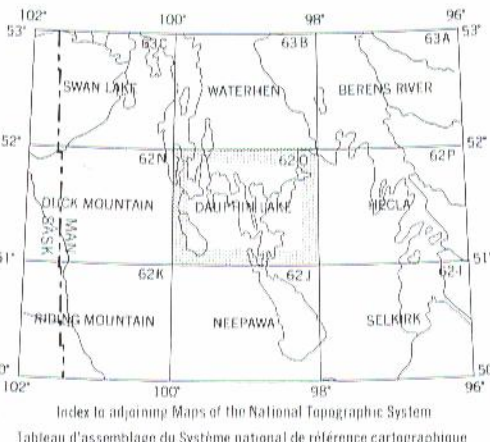 102° 100° 98° 96°
53° 63C 63B 63A 53°
SWAN LAKE WATERHEN BERENS RIVER
52° 62N 62O 62P 52°
DUCK MOUNTAIN DAUPHIN LAKE HECLA
MAN
SASK
51° 62K 62J 62I 51°
RIDING MOUNTAIN NEEPAWA SELKIRK
50°
102° 100° 98° 96°
Index to adjoining Maps of the National Topographic System
Tableau d'assemblage du Système national de référence cartographique